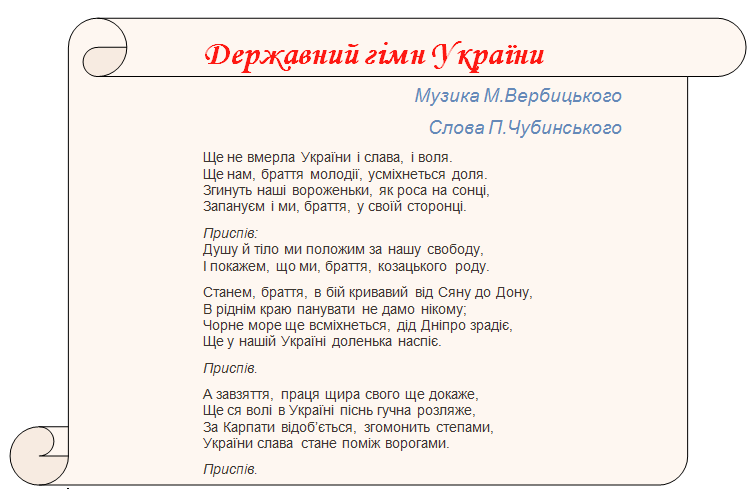 Державний гімн України
Музика М.Вербицького
Слова П.Чубинського
Ще не вмерла України і слава, і воля.
Ще нам, браття молодії, усміхнеться доля.
Згинуть наші вороженьки, як роса на сонці,
Запануєм і ми, браття, у своїй сторонці.
Приспів:
Душу й тіло ми положим за нашу свободу,
І покажем, що ми, браття, козацького роду.
Станем, браття, в бій кривавий від Сяну до Дону,
В ріднім краю панувати не дамо нікому;
Чорне море ще всміхнеться, дід Дніпро зрадіє,
Ще у нашій Україні доленька наспіє.
Приспів.
А завзяття, праця щира свого ще докаже,
Ще ся волі в Україні піснь гучна розляже,
За Карпати відоб’ється, згомонить степами,
України слава стане поміж ворогами.
Приспів.